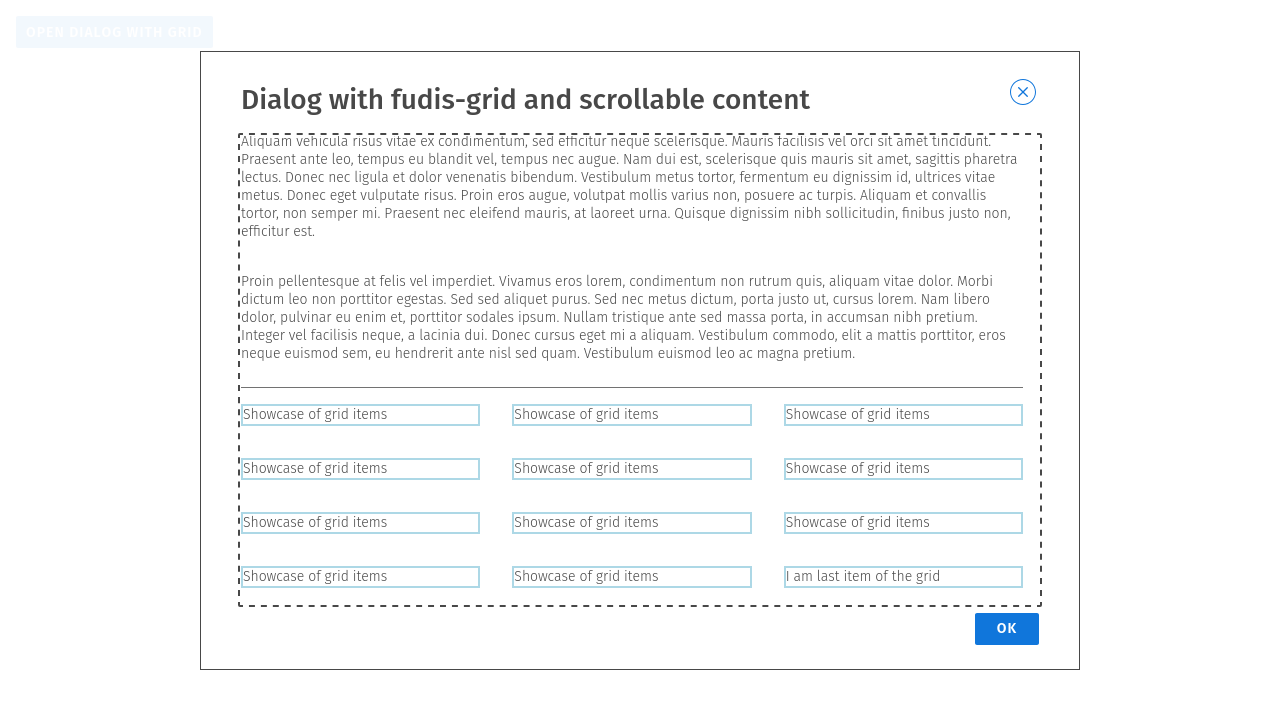 OPEN DIALOG WITH GRID
Dialog with fudis-grid and scrollable content
Aliquam vehicula risus vitae ex condimentum, sed efficitur neque scelerisque. Mauris facilisis vel orci sit amet tincidunt.
Praesent ante leo, tempus eu blandit vel, tempus nec augue. Nam dui est, scelerisque quis mauris sit amet, sagittis pharetra
lectus. Donec nec ligula et dolor venenatis bibendum. Vestibulum metus tortor, fermentum eu dignissim id, ultrices vitae
metus. Donec eget vulputate risus. Proin eros augue, volutpat mollis varius non, posuere ac turpis. Aliquam et convallis
tortor, non semper mi. Praesent nec eleifend mauris, at laoreet urna. Quisque dignissim nibh sollicitudin, finibus justo non,
efficitur est.
Proin pellentesque at felis vel imperdiet. Vivamus eros lorem, condimentum non rutrum quis, aliquam vitae dolor. Morbi
dictum leo non porttitor egestas. Sed sed aliquet purus. Sed nec metus dictum, porta justo ut, cursus lorem. Nam libero
dolor, pulvinar eu enim et, porttitor sodales ipsum. Nullam tristique ante sed massa porta, in accumsan nibh pretium.
Integer vel facilisis neque, a lacinia dui. Donec cursus eget mi a aliquam. Vestibulum commodo, elit a mattis porttitor, eros
neque euismod sem, eu hendrerit ante nisl sed quam. Vestibulum euismod leo ac magna pretium.
Showcase of grid items
Showcase of grid items
Showcase of grid items
Showcase of grid items
Showcase of grid items
Showcase of grid items
Showcase of grid items
Showcase of grid items
Showcase of grid items
Showcase of grid items
Showcase of grid items
I am last item of the grid
OK